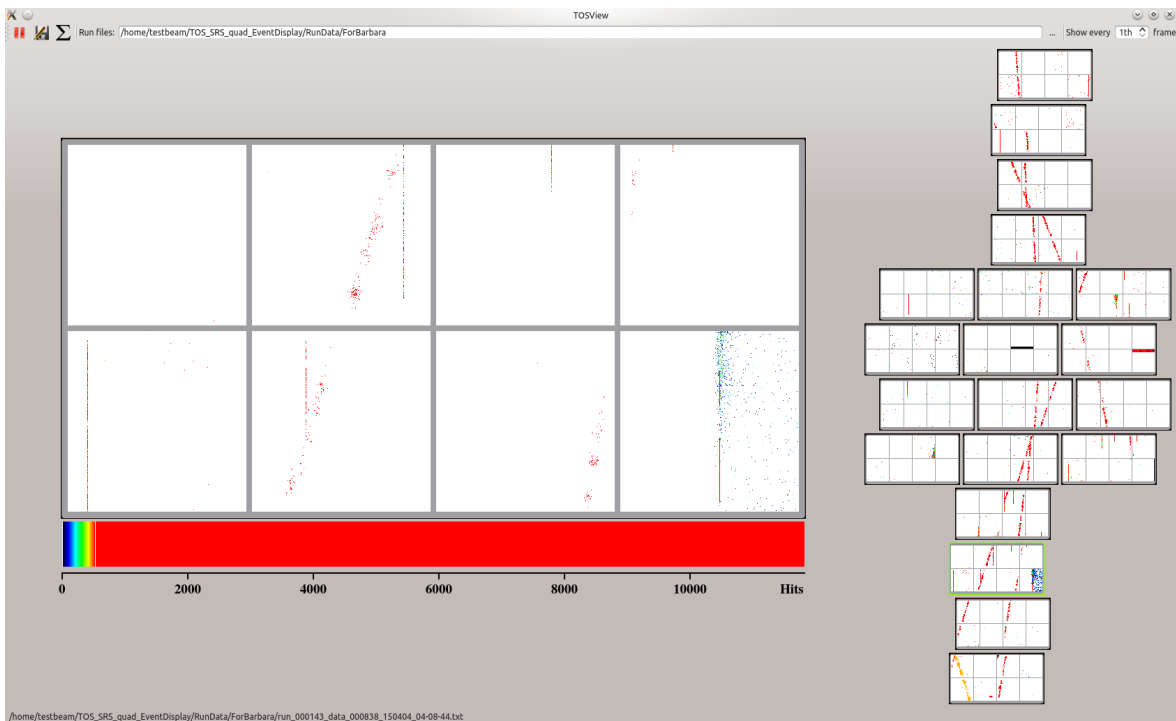 TOSView
Run files: /home/testbeam/TOS_SRS_quad_EventDisplay/RunData/ForBarbara ... Show every 1th frame
0 2000 4000 6000 8000 10000 Hits
/home/testbeam/TOS_SRS_quad_EventDisplay/RunData/ForBarbara/run_000143_data_000838_150404_04-08-44.txt